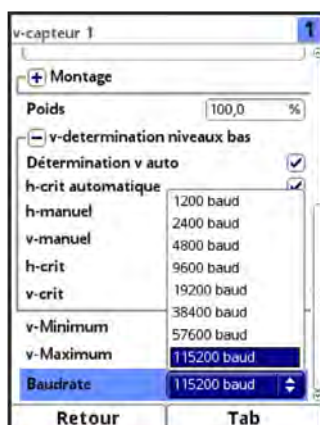 v-capteur 1 1
Montage
Poids 100,0 %
v-determination niveaux bas
Détermination v auto
h-crit automatique
1200 baud
h-manuel
2400 baud
v-manuel
4800 baud
h-crit
9600 baud
v-crit
19200 baud
38400 baud
v-Minimum
57600 baud
v-Maximum
115200 baud
Baudrate 115200 baud
Retour Tab